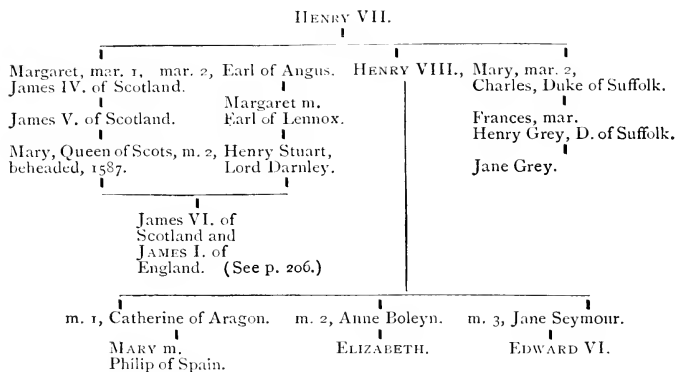 HENRY VII.
Margaret, mar. 1, mar. 2, Earl of Angus. HENRY VIII., Mary, mar. 2,
James IV. of Scotland. Charles, Duke of Suffolk.
Margaret m.
James V. of Scotland. Earl of Lennox. Frances, mar.
Henry Grey, D. of Suffolk.
Mary, Queen of Scots, m. 2, Henry Stuart,
beheaded, 1587. Lord Darnley. Jane Grey.
James VI. of
Scotland and
JAMES I. of
England. (See p. 206.)
m. 1, Catherine of Aragon. m. 2, Anne Boleyn. m. 3, Jane Seymour.
MARY m. ELIZABETH. EDWARD VI.
Philip of Spain.